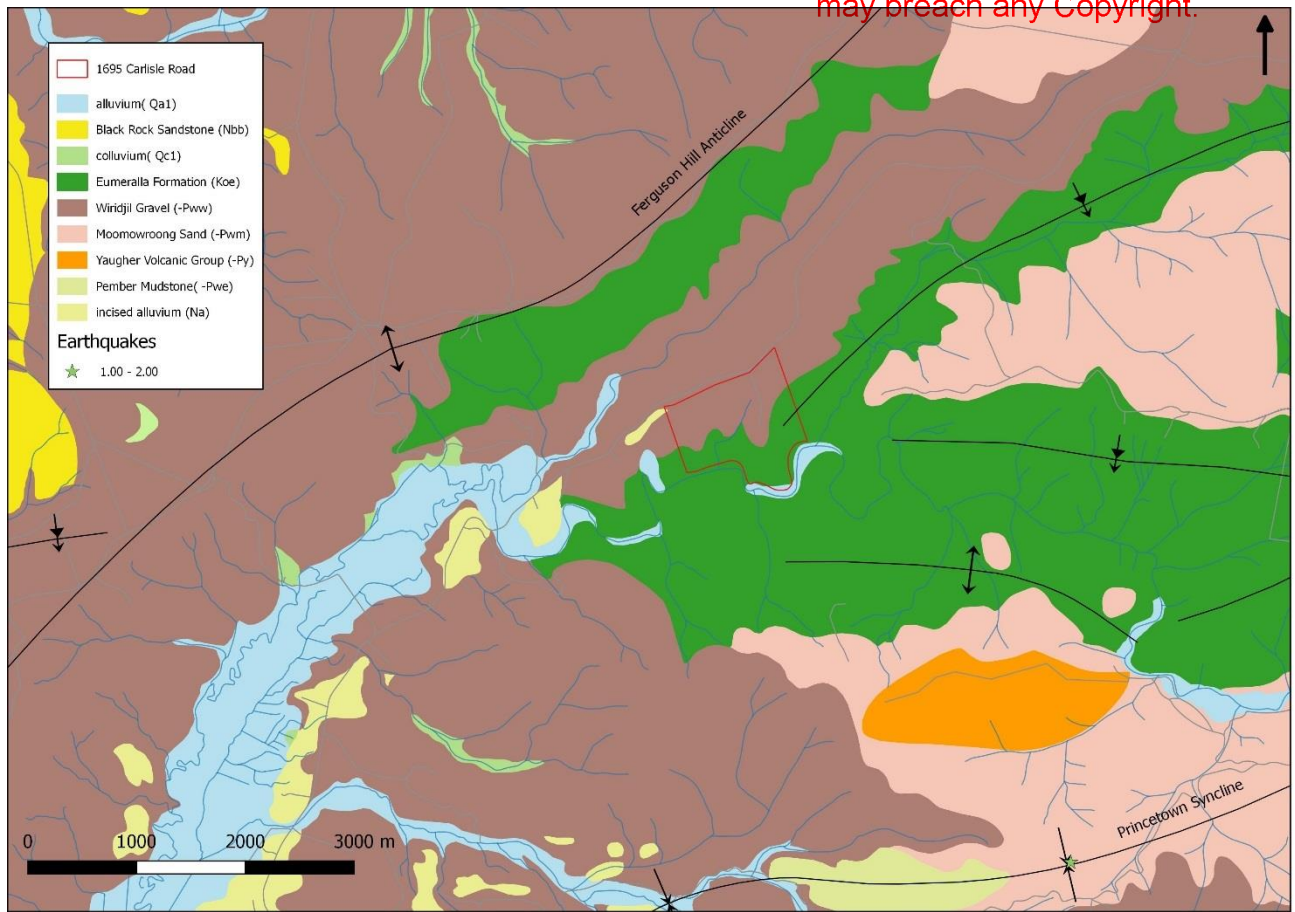 may breach any Copyright.
1695 Carlisle Road
alluvium( Qa1)
Black Rock Sandstone (Nbb)
colluvium( Qc1)
Eumeralla Formation (Koe)
Wiridjil Gravel (-Pww)
Moomowroong Sand (-Pwm)
Yaugher Volcanic Group (-Py)
Pember Mudstone( -Pwe)
incised alluvium (Na)
Earthquakes
1.00 - 2.00
Ferguson Hill Anticline
Princetown Syncline
0 1000 2000 3000 m